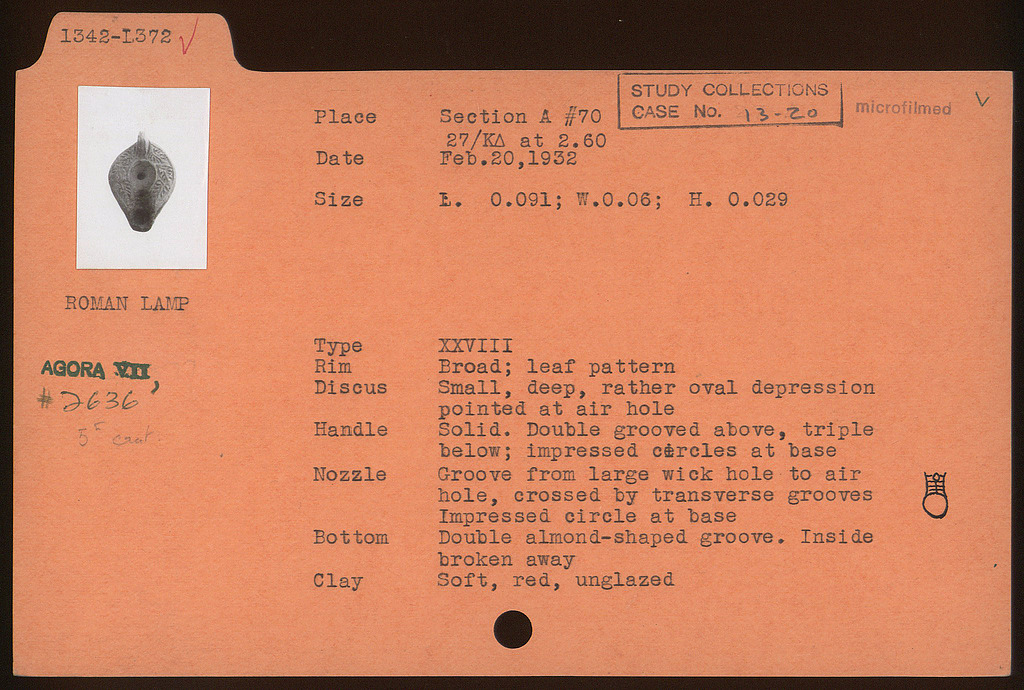 1342-L372 ✓
STUDY COLLECTIONS
CASE No. 13-20
microfilmed
Place Section A #70
27/ΚΔ at 2.60
Date Feb.20,1932
Size L. 0.091; W.0.06; H. 0.029
ROMAN LAMP
AGORA VII,
# 2636
Type XXVIII
Rim Broad; leaf pattern
Discus Small, deep, rather oval depression
pointed at air hole
Handle Solid. Double grooved above, triple
below; impressed circles at base
Nozzle Groove from large wick hole to air
hole, crossed by transverse grooves
Impressed circle at base
Bottom Double almond-shaped groove. Inside
broken away
Clay Soft, red, unglazed